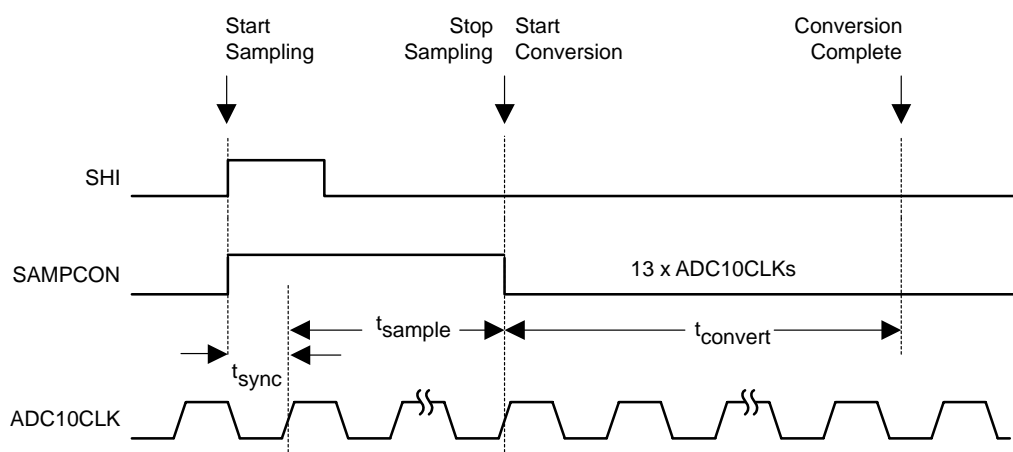 Start
Sampling
Stop
Sampling
Start
Conversion
Conversion
Complete
SHI
SAMPCON
13 x ADC10CLKs
tsample
tconvert
tsync
ADC10CLK